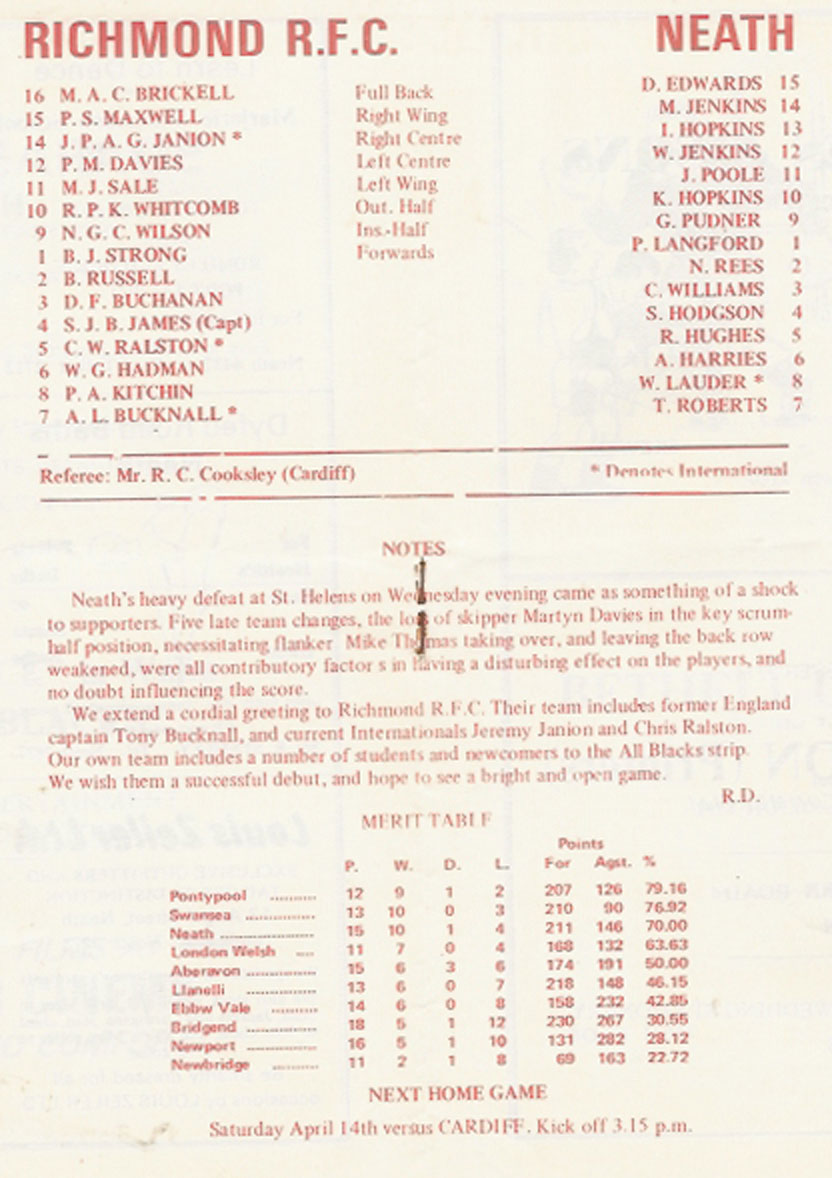 RICHMOND R.F.C. NEATH
16 M. A. C. BRICKELL Full Back D. EDWARDS 15
15 P. S. MAXWELL Right Wing M. JENKINS 14
14 J. P. A. G. JANION * Right Centre I. HOPKINS 13
12 P. M. DAVIES Left Centre W. JENKINS 12
11 M. J. SALE Left Wing J. POOLE 11
10 R. P. K. WHITCOMB Out. Half K. HOPKINS 10
9 N. G. C. WILSON Ins.-Half G. PUDNER 9
1 B. J. STRONG Forwards P. LANGFORD 1
2 B. RUSSELL N. REES 2
3 D. F. BUCHANAN C. WILLIAMS 3
4 S. J. B. JAMES (Capt) S. HODGSON 4
5 C. W. RALSTON * R. HUGHES 5
6 W. G. HADMAN A. HARRIES 6
8 P. A. KITCHIN W. LAUDER * 8
7 A. L. BUCKNALL * T. ROBERTS 7
Referee: Mr. R. C. Cooksley (Cardiff) * Denotes International
NOTES
Neath's heavy defeat at St. Helens on Wednesday evening came as something of a shock
to supporters. Five late team changes, the loss of skipper Martyn Davies in the key scrum-
half position, necessitating flanker Mike Thomas taking over, and leaving the back row
weakened, were all contributory factor s in having a disturbing effect on the players, and
no doubt influencing the score.
We extend a cordial greeting to Richmond R.F.C. Their team includes former England
captain Tony Bucknall, and current Internationals Jeremy Janion and Chris Ralston.
Our own team includes a number of students and newcomers to the All Blacks strip.
We wish them a successful debut, and hope to see a bright and open game.
R.D.
MERIT TABLE
Points
P. W. D. L. For Agst. %
Pontypool .......... 12 9 1 2 207 126 79.16
Swansea .......... 13 10 0 3 210 90 76.92
Neath .......... 15 10 1 4 211 146 70.00
London Welsh .... 11 7 0 4 168 132 63.63
Aberavon .......... 15 6 3 6 174 191 50.00
Llanelli .......... 13 6 0 7 218 148 46.15
Ebbw Vale .......... 14 6 0 8 158 232 42.85
Bridgend .......... 18 5 1 12 230 267 30.55
Newport .......... 16 5 1 10 131 282 28.12
Newbridge .......... 11 2 1 8 69 163 22.72
NEXT HOME GAME
Saturday April 14th versus CARDIFF. Kick off 3.15 p.m.